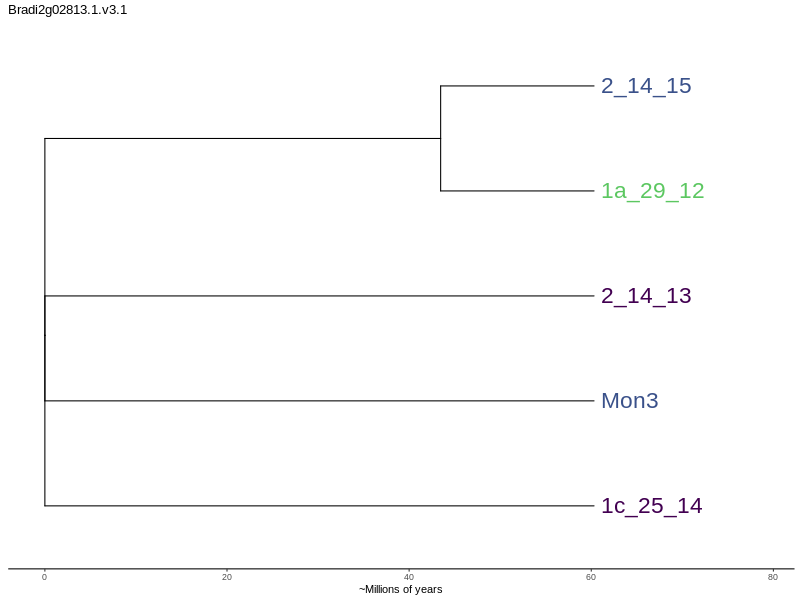 Bradi2g02813.1.v3.1
2_14_15
1a_29_12
2_14_13
Mon3
1c_25_14
0 20 40 60 80
~Millions of years